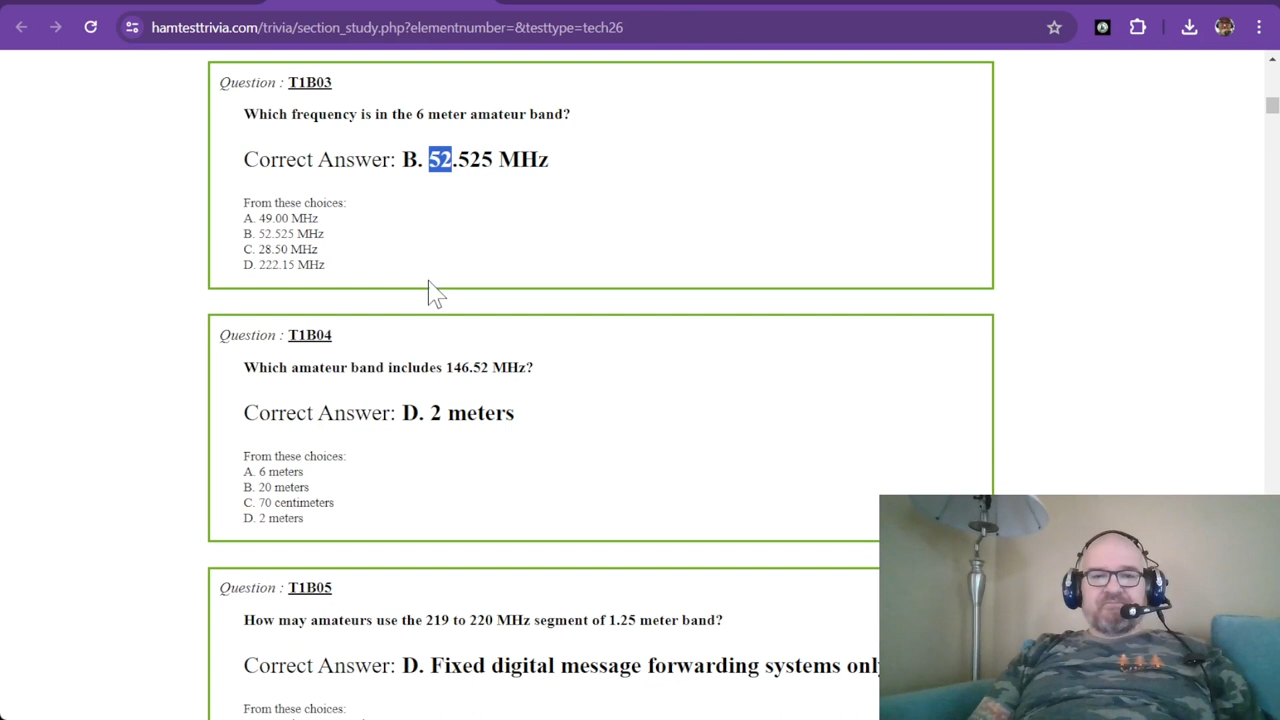 hamtesttrivia.com/trivia/section_study.php?elementnumber=&testtype=tech26
Question : T1B03
Which frequency is in the 6 meter amateur band?
Correct Answer: B. 52.525 MHz
From these choices:
A. 49.00 MHz
B. 52.525 MHz
C. 28.50 MHz
D. 222.15 MHz
Question : T1B04
Which amateur band includes 146.52 MHz?
Correct Answer: D. 2 meters
From these choices:
A. 6 meters
B. 20 meters
C. 70 centimeters
D. 2 meters
Question : T1B05
How may amateurs use the 219 to 220 MHz segment of 1.25 meter band?
Correct Answer: D. Fixed digital message forwarding systems only
From these choices: